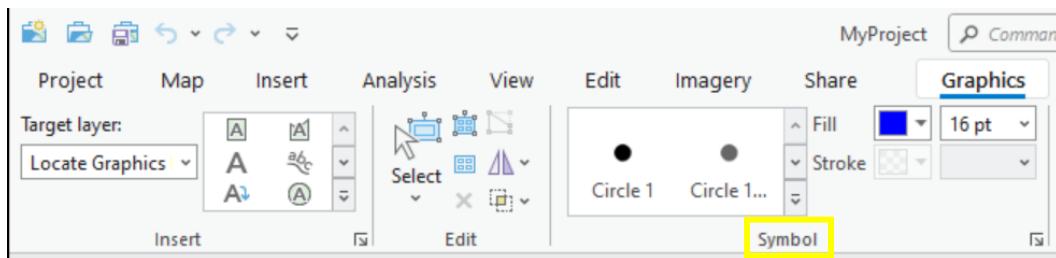 MyProject Comman
Project Map Insert Analysis View Edit Imagery Share Graphics
Target layer:
Locate Graphics
A A
A abc
A A
Select
Circle 1 Circle 1...
Fill 16 pt
Stroke
Insert Edit Symbol